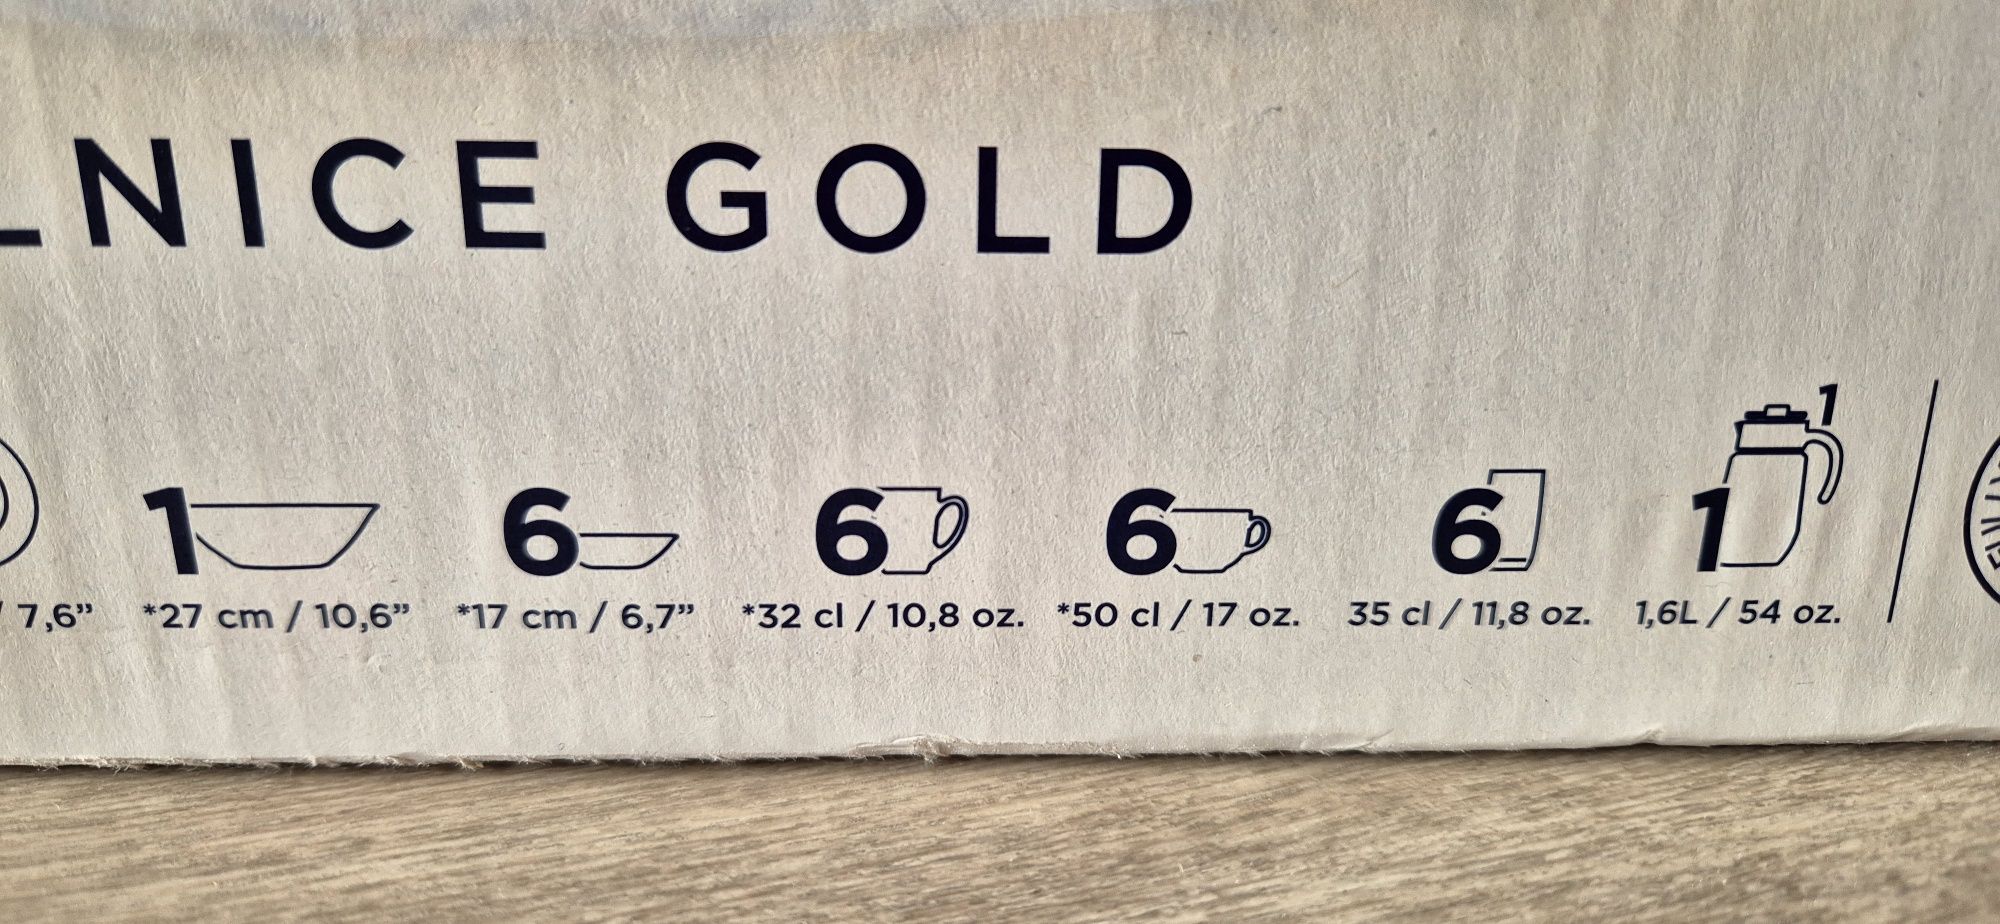 LNICE GOLD
1
1 6 6 6 6 1
/ 7,6” *27 cm / 10,6” *17 cm / 6,7” *32 cl / 10,8 oz. *50 cl / 17 oz. 35 cl / 11,8 oz. 1,6L / 54 oz.